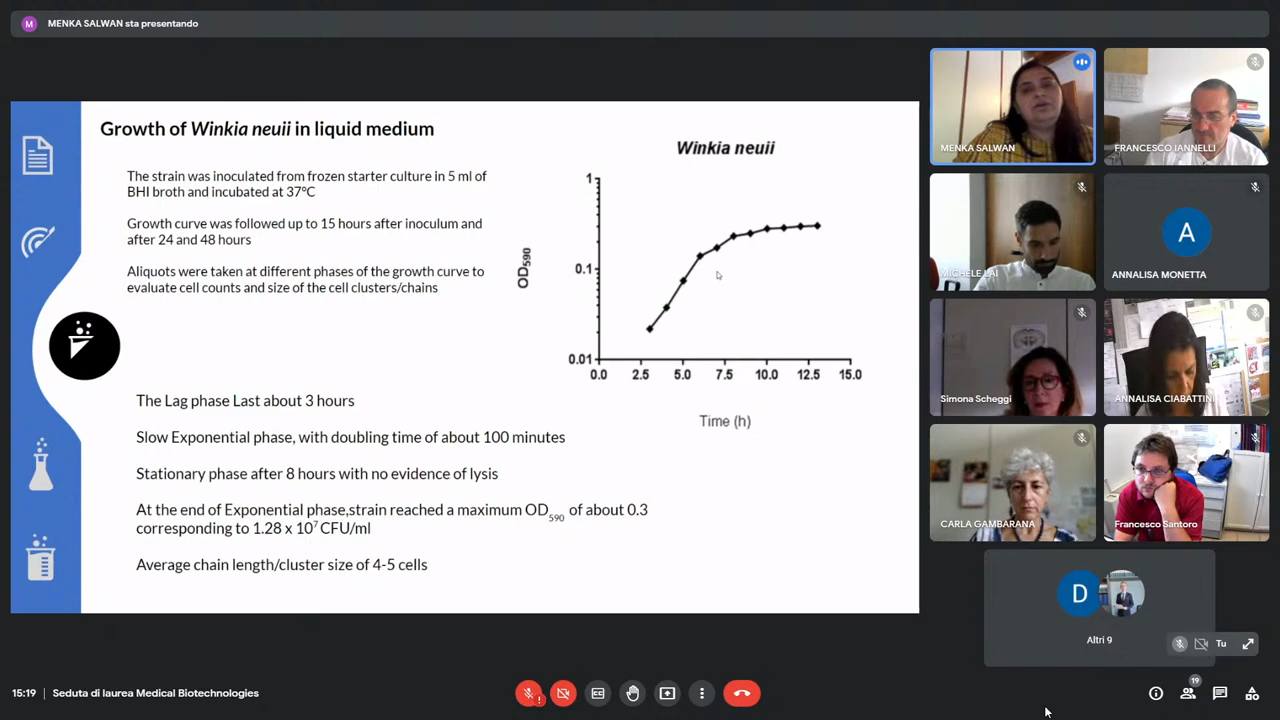 M MENKA SALWAN sta presentando
Growth of Winkia neuii in liquid medium
The strain was inoculated from frozen starter culture in 5 ml of
BHI broth and incubated at 37°C
Growth curve was followed up to 15 hours after inoculum and
after 24 and 48 hours
Aliquots were taken at different phases of the growth curve to
evaluate cell counts and size of the cell clusters/chains
Winkia neuii
OD590
1
0.1
0.01
0.0 2.5 5.0 7.5 10.0 12.5 15.0
Time (h)
The Lag phase Last about 3 hours
Slow Exponential phase, with doubling time of about 100 minutes
Stationary phase after 8 hours with no evidence of lysis
At the end of Exponential phase,strain reached a maximum OD590 of about 0.3
corresponding to 1.28 x 10⁷ CFU/ml
Average chain length/cluster size of 4-5 cells
MENKA SALWAN
FRANCESCO IANNELLI
MICHELE LAI
A
ANNALISA MONETTA
Simona Scheggi
ANNALISA CIABATTINI
CARLA GAMBARANA
Francesco Santoro
D
Altri 9
Tu
15:19 Seduta di laurea Medical Biotechnologies
19